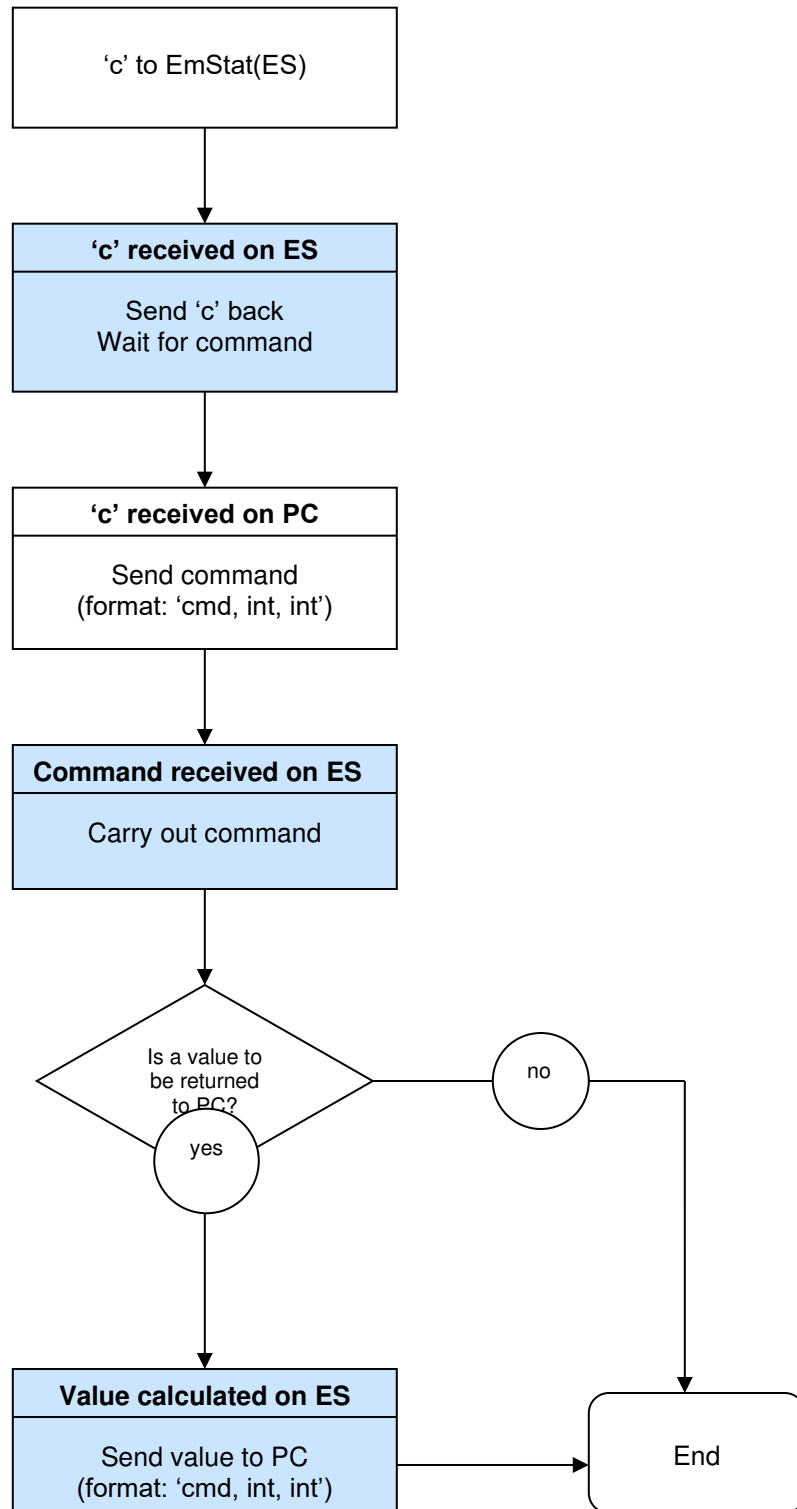 ‘c’ to EmStat(ES)
‘c’ received on ES
Send ‘c’ back
Wait for command
‘c’ received on PC
Send command
(format: ‘cmd, int, int’)
Command received on ES
Carry out command
Is a value to
be returned
to PC?
no
yes
Value calculated on ES
Send value to PC
(format: ‘cmd, int, int’)
End